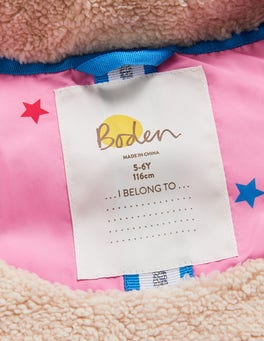 Boden
MADE IN CHINA
5-6Y
116cm
...I BELONG TO...